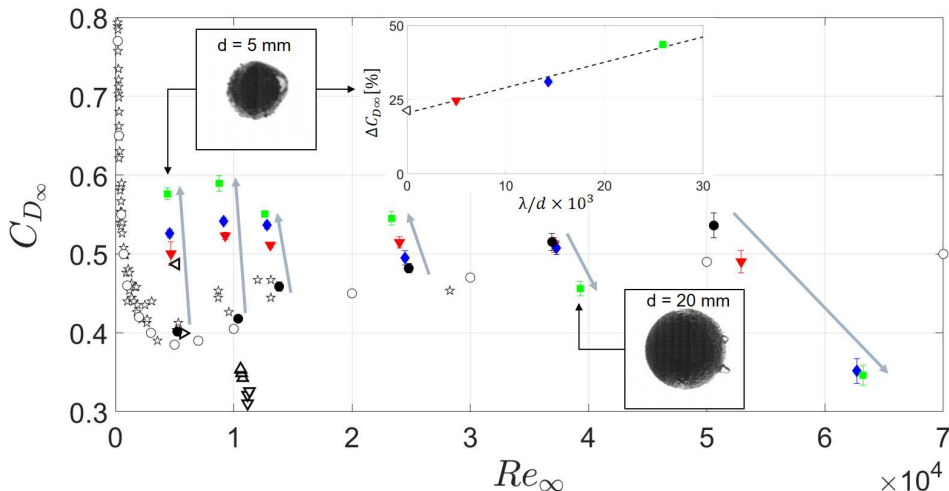 0.8
0.7
0.6
0.5
0.4
0.3
C_{D∞}
d = 5 mm
50
25
0
ΔC_{D∞} [%]
0 10 20 30
λ/d × 10³
d = 20 mm
0 1 2 3 4 5 6 7
Re_∞
×10⁴